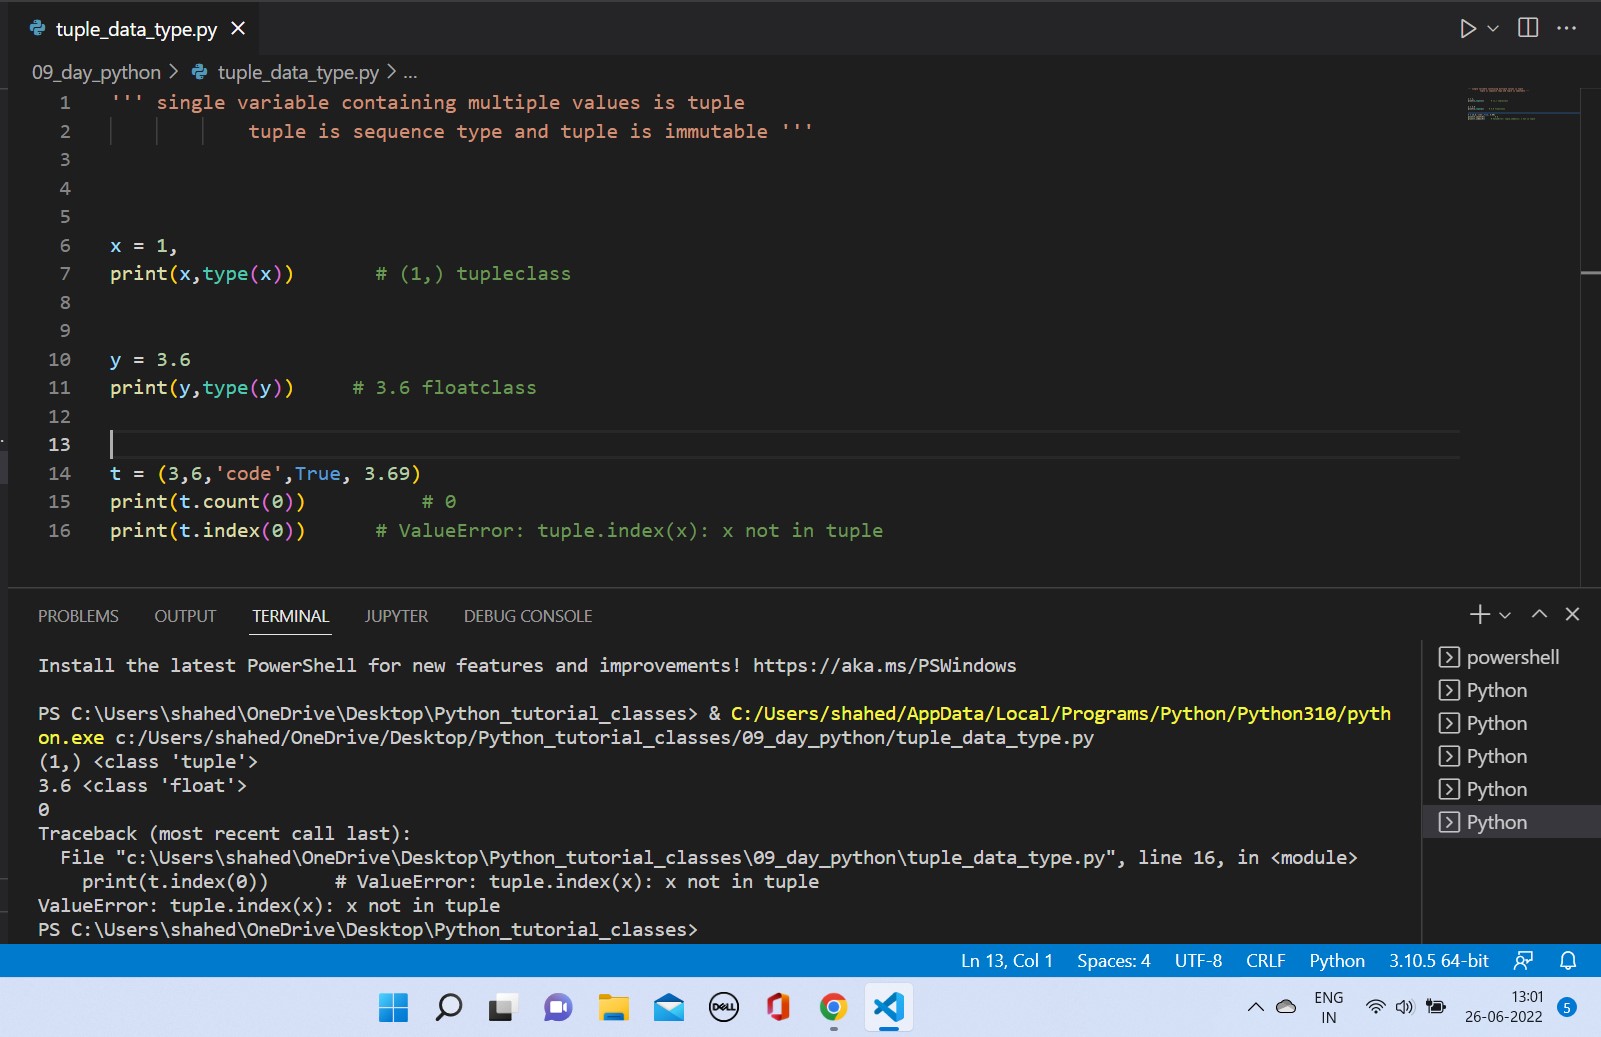 tuple_data_type.py
09_day_python > tuple_data_type.py > ...
1 ''' single variable containing multiple values is tuple
2             tuple is sequence type and tuple is immutable '''
3
4
5
6 x = 1,
7 print(x,type(x))       # (1,) tupleclass
8
9
10 y = 3.6
11 print(y,type(y))     # 3.6 floatclass
12
13
14 t = (3,6,'code',True, 3.69)
15 print(t.count(0))          # 0
16 print(t.index(0))      # ValueError: tuple.index(x): x not in tuple
PROBLEMS OUTPUT TERMINAL JUPYTER DEBUG CONSOLE
Install the latest PowerShell for new features and improvements! https://aka.ms/PSWindows
PS C:\Users\shahed\OneDrive\Desktop\Python_tutorial_classes> & C:/Users/shahed/AppData/Local/Programs/Python/Python310/pyth
on.exe c:/Users/shahed/OneDrive/Desktop/Python_tutorial_classes/09_day_python/tuple_data_type.py
(1,) <class 'tuple'>
3.6 <class 'float'>
0
Traceback (most recent call last):
  File "c:\Users\shahed\OneDrive\Desktop\Python_tutorial_classes\09_day_python\tuple_data_type.py", line 16, in <module>
    print(t.index(0))      # ValueError: tuple.index(x): x not in tuple
ValueError: tuple.index(x): x not in tuple
PS C:\Users\shahed\OneDrive\Desktop\Python_tutorial_classes>
powershell
Python
Python
Python
Python
Python
Ln 13, Col 1 Spaces: 4 UTF-8 CRLF Python 3.10.5 64-bit
DELL
ENG
IN
13:01
26-06-2022
5